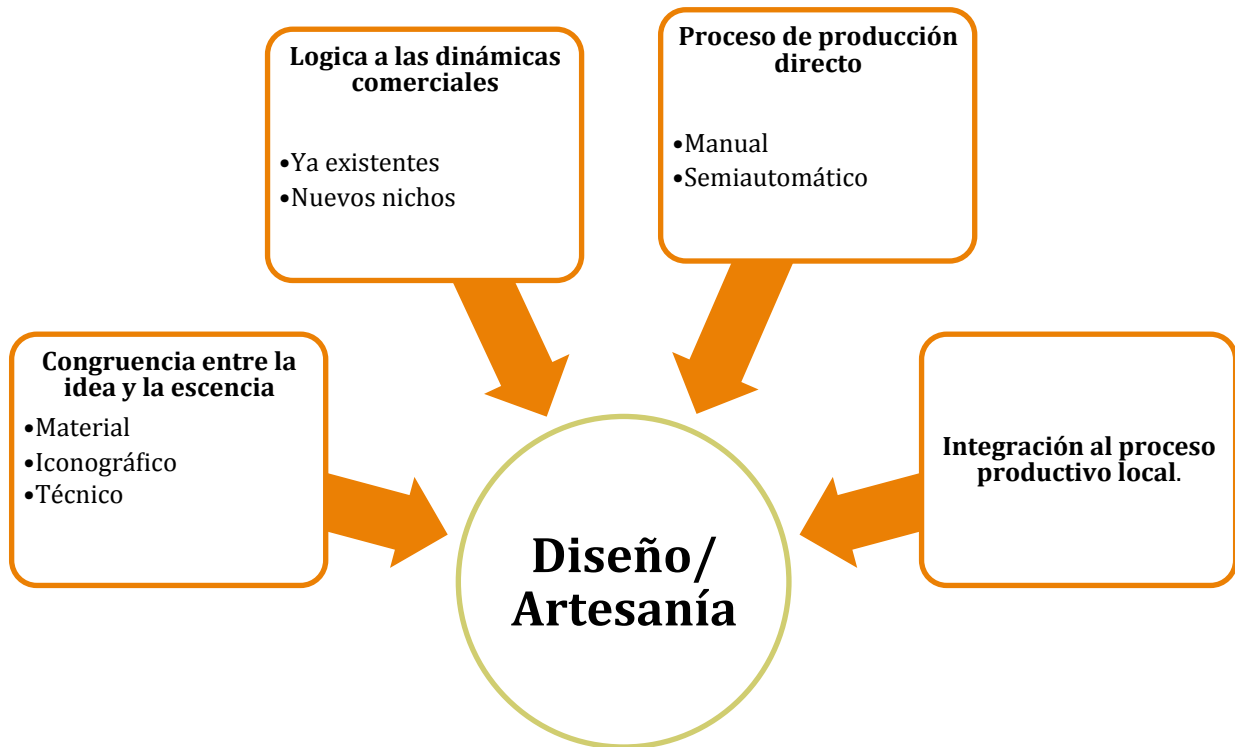 Logica a las dinámicas
comerciales
•Ya existentes
•Nuevos nichos
Proceso de producción
directo
•Manual
•Semiautomático
Congruencia entre la
idea y la escencia
•Material
•Iconográfico
•Técnico
Integración al proceso
productivo local.
Diseño/
Artesanía